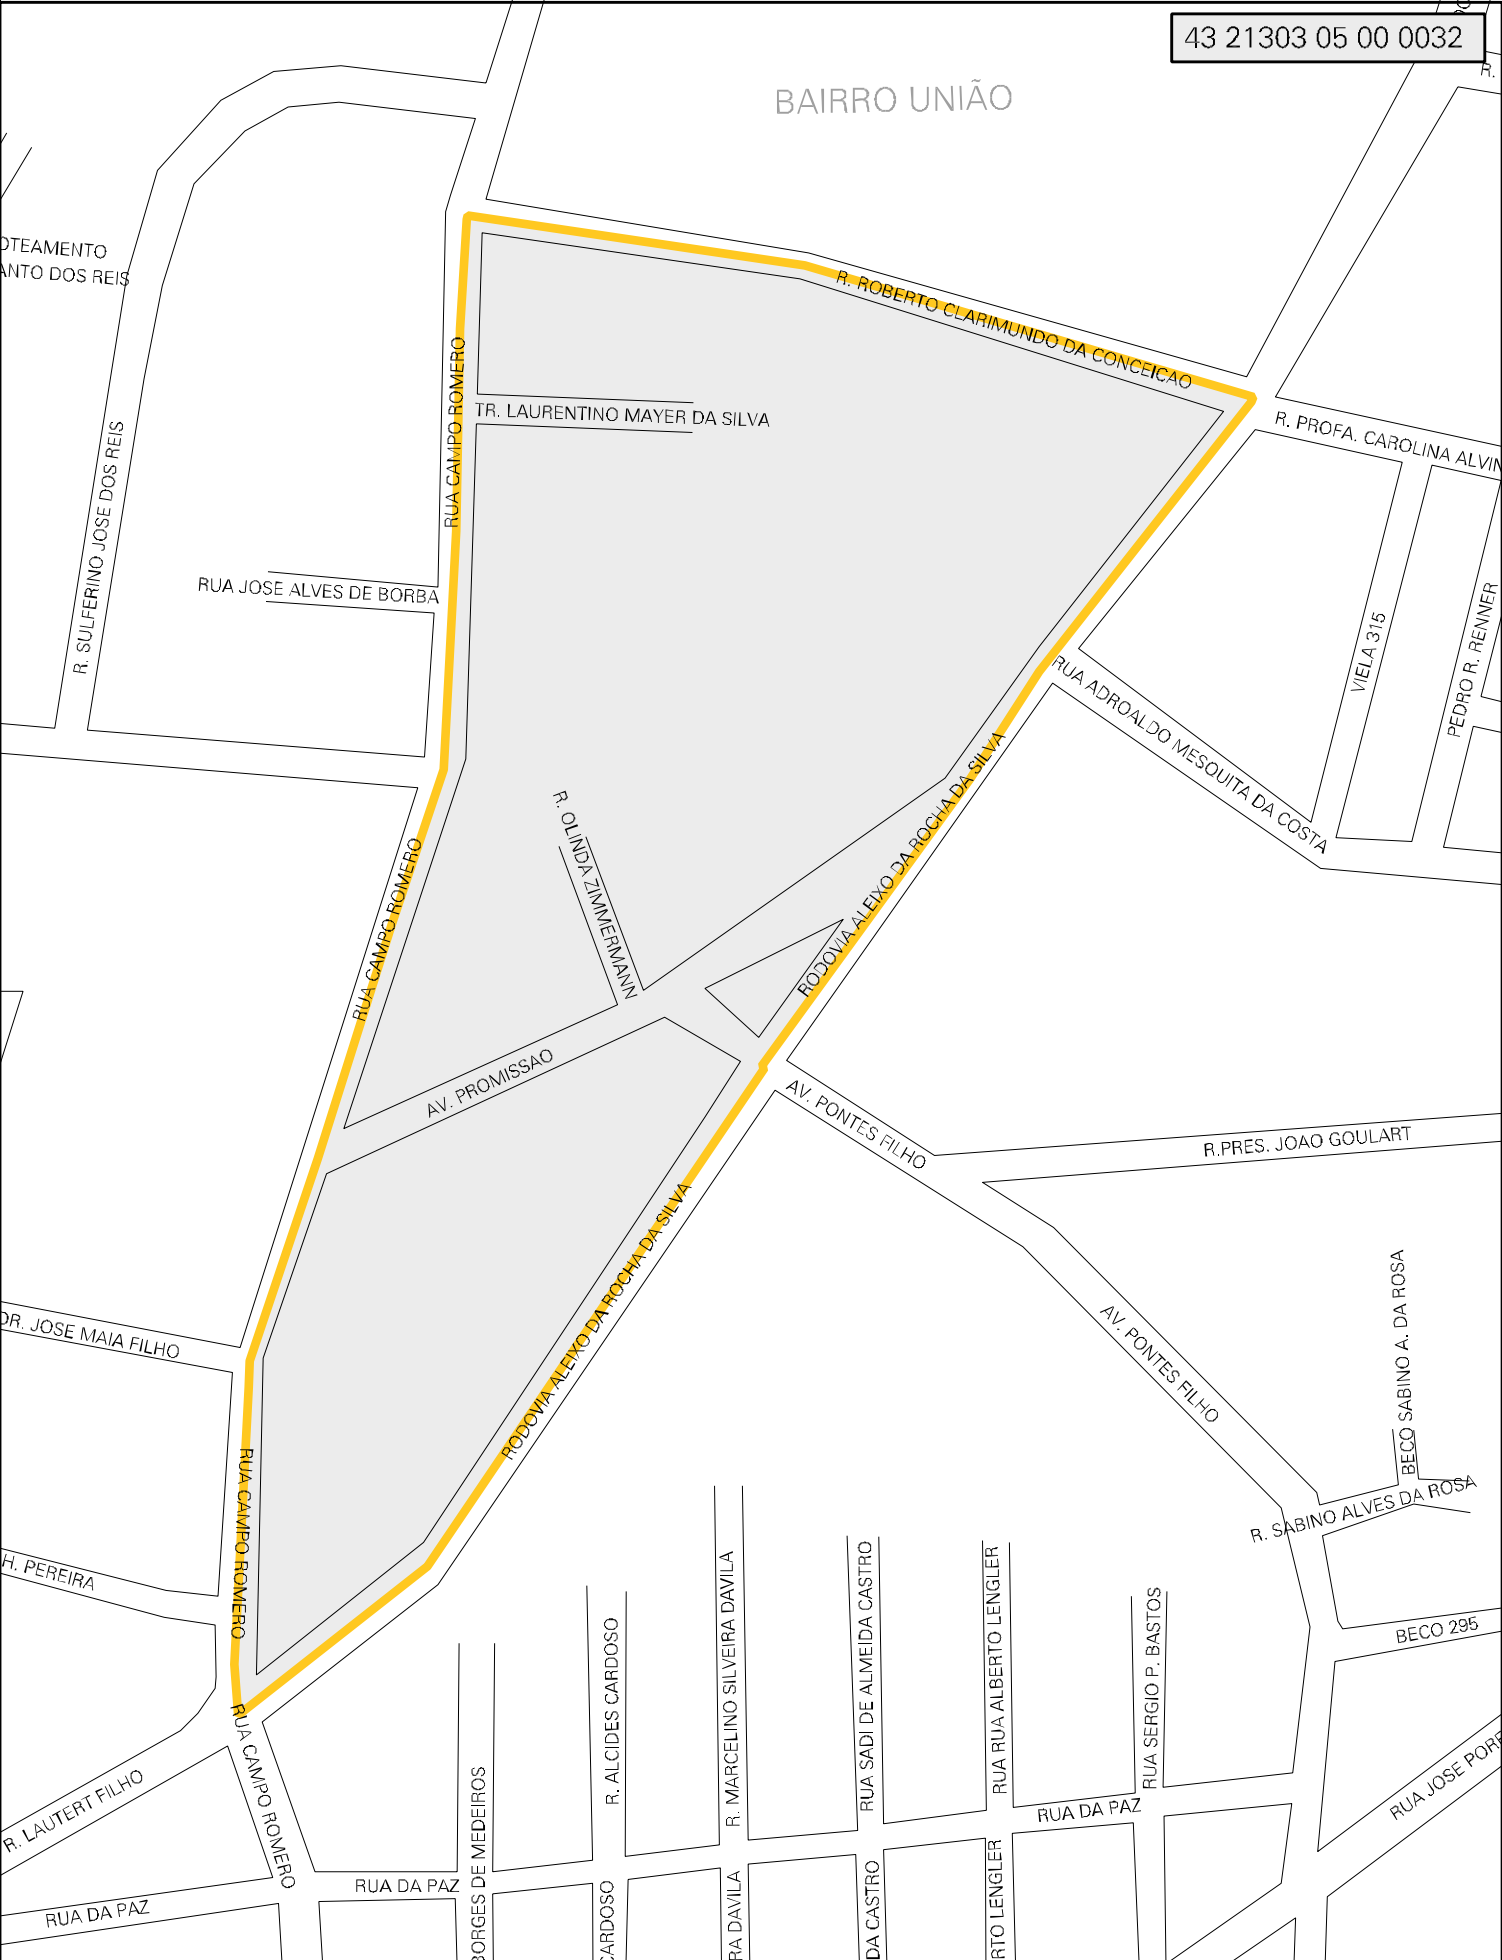 43 21303 05 00 0032
R.
BAIRRO UNIÃO
OTEAMENTO
ANTO DOS REIS
R. ROBERTO CLARIMUNDO DA CONCEICAO
RUA CAMPO ROMERO
TR. LAURENTINO MAYER DA SILVA
R. PROFA. CAROLINA ALVIN
R. SULFERINO JOSE DOS REIS
RUA JOSE ALVES DE BORBA
VIELA 315
PEDRO R. RENNER
RUA ADROALDO MESQUITA DA COSTA
RODOVIA ALEIXO DA ROCHA DA SILVA
R. OLINDA ZIMMERMANN
RUA CAMPO ROMERO
AV. PROMISSAO
AV. PONTES FILHO
R.PRES. JOAO GOULART
RODOVIA ALEIXO DA ROCHA DA SILVA
DR. JOSE MAIA FILHO
AV. PONTES FILHO
BECO SABINO A. DA ROSA
R. SABINO ALVES DA ROSA
RUA CAMPO ROMERO
H. PEREIRA
BECO 295
R. MARCELINO SILVEIRA DAVILA
RUA SADI DE ALMEIDA CASTRO
RUA RUA ALBERTO LENGLER
RUA SERGIO P. BASTOS
R. ALCIDES CARDOSO
RUA CAMPO ROMERO
R. LAUTERT FILHO
RUA JOSE PORF
RUA DA PAZ
BORGES DE MEDEIROS
RUA DA PAZ
RUA DA PAZ
CARDOSO
RA DAVILA
DA CASTRO
RTO LENGLER